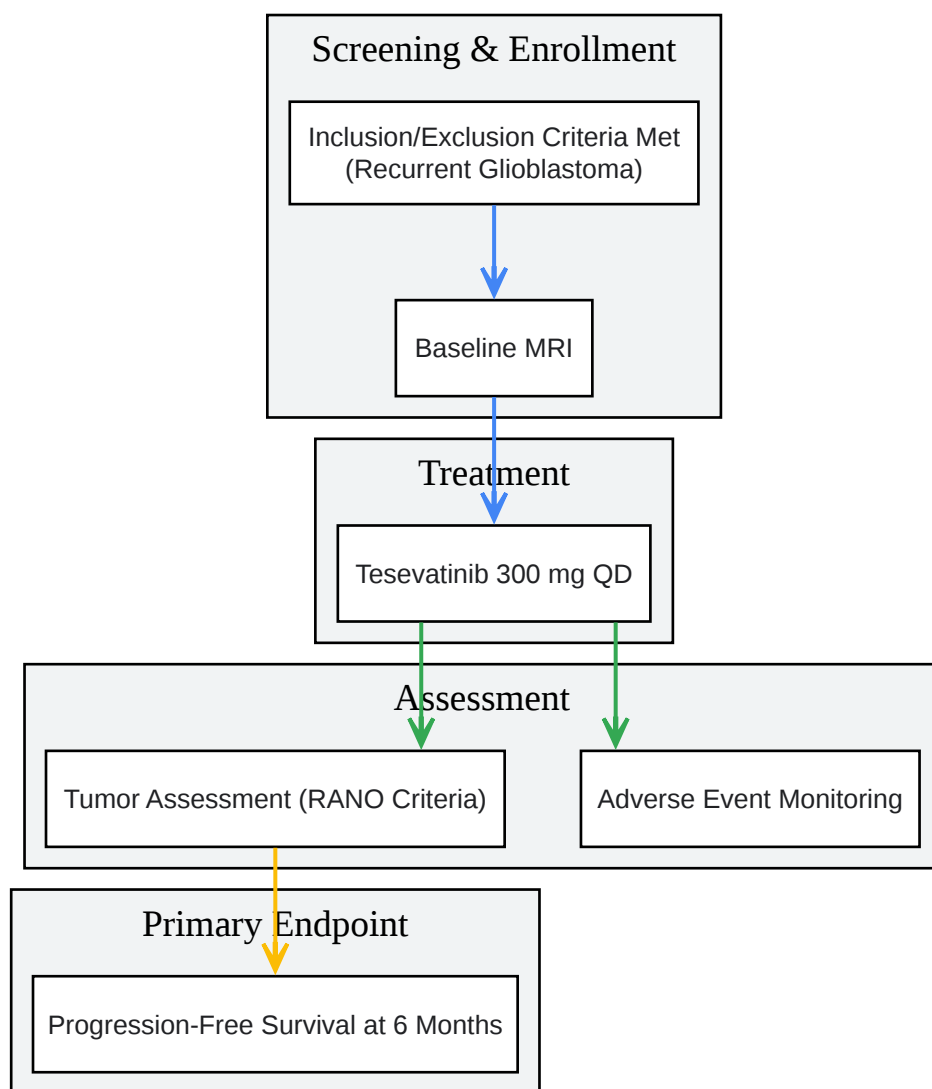 Screening & Enrollment
Inclusion/Exclusion Criteria Met
(Recurrent Glioblastoma)
Baseline MRI
Treatment
Tesevatinib 300 mg QD
Assessment
Tumor Assessment (RANO Criteria)
Adverse Event Monitoring
Primary Endpoint
Progression-Free Survival at 6 Months